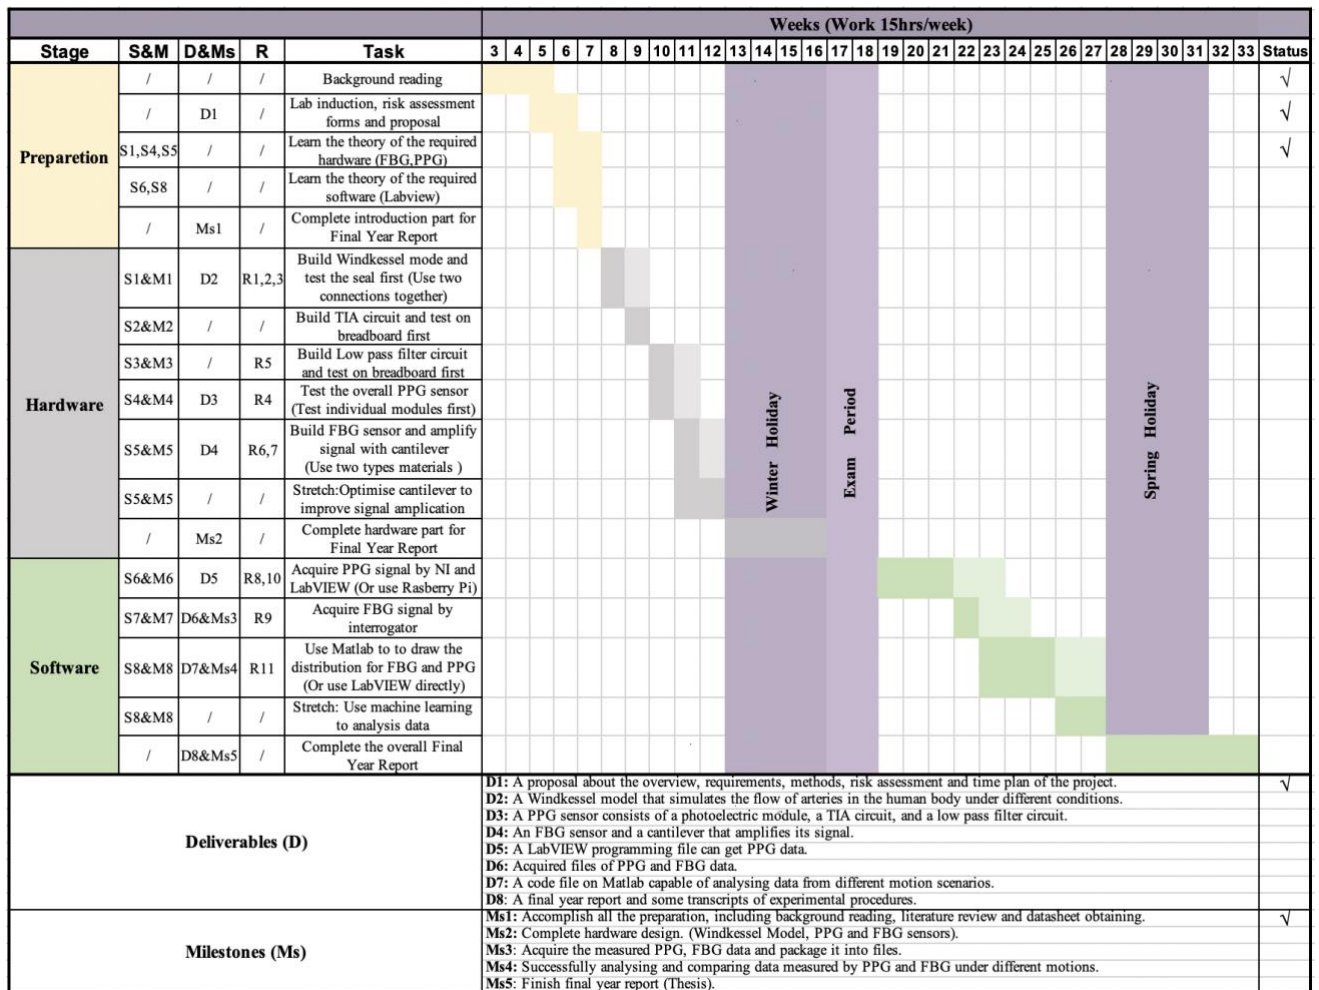 Weeks (Work 15hrs/week)
Stage S&M D&Ms R Task 3 4 5 6 7 8 9 10 11 12 13 14 15 16 17 18 19 20 21 22 23 24 25 26 27 28 29 30 31 32 33 Status
Preparetion
/ / / Background reading √
/ D1 / Lab induction, risk assessment
forms and proposal √
S1,S4,S5 / / Learn the theory of the required
hardware (FBG,PPG) √
S6,S8 / / Learn the theory of the required
software (Labview)
/ Ms1 / Complete introduction part for
Final Year Report
Hardware
S1&M1 D2 R1,2,3 Build Windkessel mode and
test the seal first (Use two
connections together)
S2&M2 / / Build TIA circuit and test on
breadboard first
S3&M3 / R5 Build Low pass filter circuit
and test on breadboard first
S4&M4 D3 R4 Test the overall PPG sensor
(Test individual modules first)
S5&M5 D4 R6,7 Build FBG sensor and amplify
signal with cantilever
(Use two types materials )
S5&M5 / / Stretch:Optimise cantilever to
improve signal amplication
/ Ms2 / Complete hardware part for
Final Year Report
Winter Holiday
Exam Period
Spring Holiday
Software
S6&M6 D5 R8,10 Acquire PPG signal by NI and
LabVIEW (Or use Rasberry Pi)
S7&M7 D6&Ms3 R9 Acquire FBG signal by
interrogator
S8&M8 D7&Ms4 R11 Use Matlab to to draw the
distribution for FBG and PPG
(Or use LabVIEW directly)
S8&M8 / / Stretch: Use machine learning
to analysis data
/ D8&Ms5 / Complete the overall Final
Year Report
Deliverables (D)
D1: A proposal about the overview, requirements, methods, risk assessment and time plan of the project. √
D2: A Windkessel model that simulates the flow of arteries in the human body under different conditions.
D3: A PPG sensor consists of a photoelectric module, a TIA circuit, and a low pass filter circuit.
D4: An FBG sensor and a cantilever that amplifies its signal.
D5: A LabVIEW programming file can get PPG data.
D6: Acquired files of PPG and FBG data.
D7: A code file on Matlab capable of analysing data from different motion scenarios.
D8: A final year report and some transcripts of experimental procedures.
Milestones (Ms)
Ms1: Accomplish all the preparation, including background reading, literature review and datasheet obtaining. √
Ms2: Complete hardware design. (Windkessel Model, PPG and FBG sensors).
Ms3: Acquire the measured PPG, FBG data and package it into files.
Ms4: Successfully analysing and comparing data measured by PPG and FBG under different motions.
Ms5: Finish final year report (Thesis).